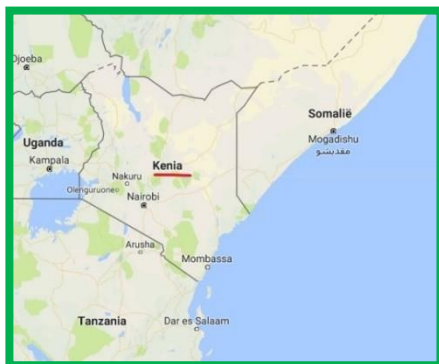 Djoeba
Somalië
Mogadishu
مقديشو
Uganda
Kampala
Kenia
Nakuru
Olenguruone
Nairobi
Arusha
Mombassa
Tanzania
Dar es Salaam